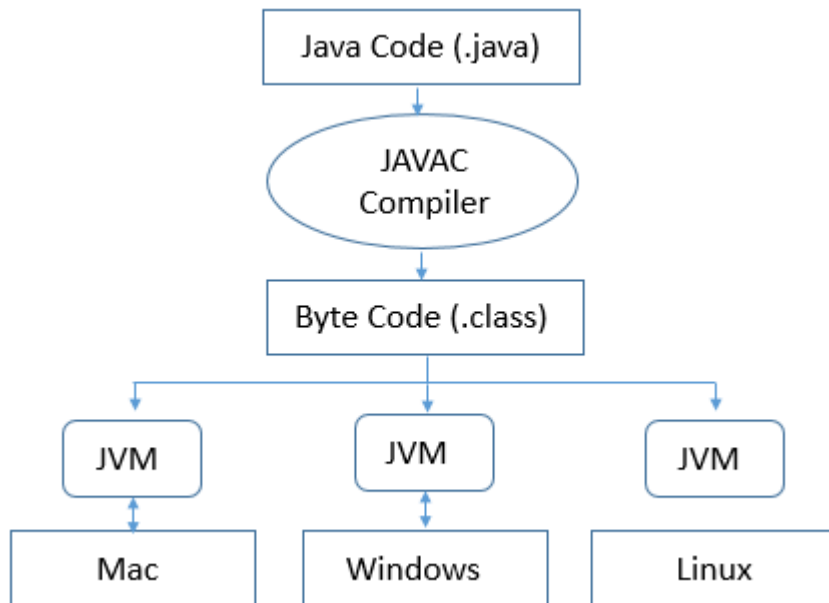 Java Code (.java)
JAVAC
Compiler
Byte Code (.class)
JVM
JVM
JVM
Mac
Windows
Linux